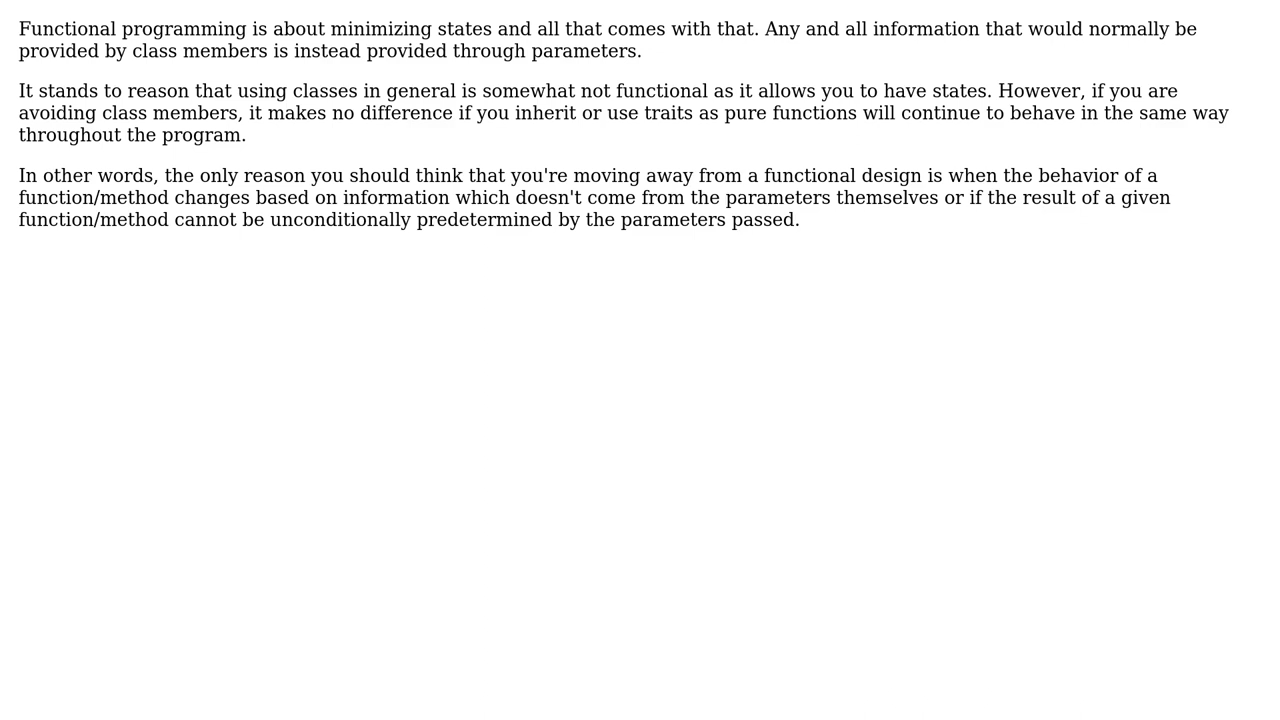 Functional programming is about minimizing states and all that comes with that. Any and all information that would normally be
provided by class members is instead provided through parameters.
It stands to reason that using classes in general is somewhat not functional as it allows you to have states. However, if you are
avoiding class members, it makes no difference if you inherit or use traits as pure functions will continue to behave in the same way
throughout the program.
In other words, the only reason you should think that you're moving away from a functional design is when the behavior of a
function/method changes based on information which doesn't come from the parameters themselves or if the result of a given
function/method cannot be unconditionally predetermined by the parameters passed.